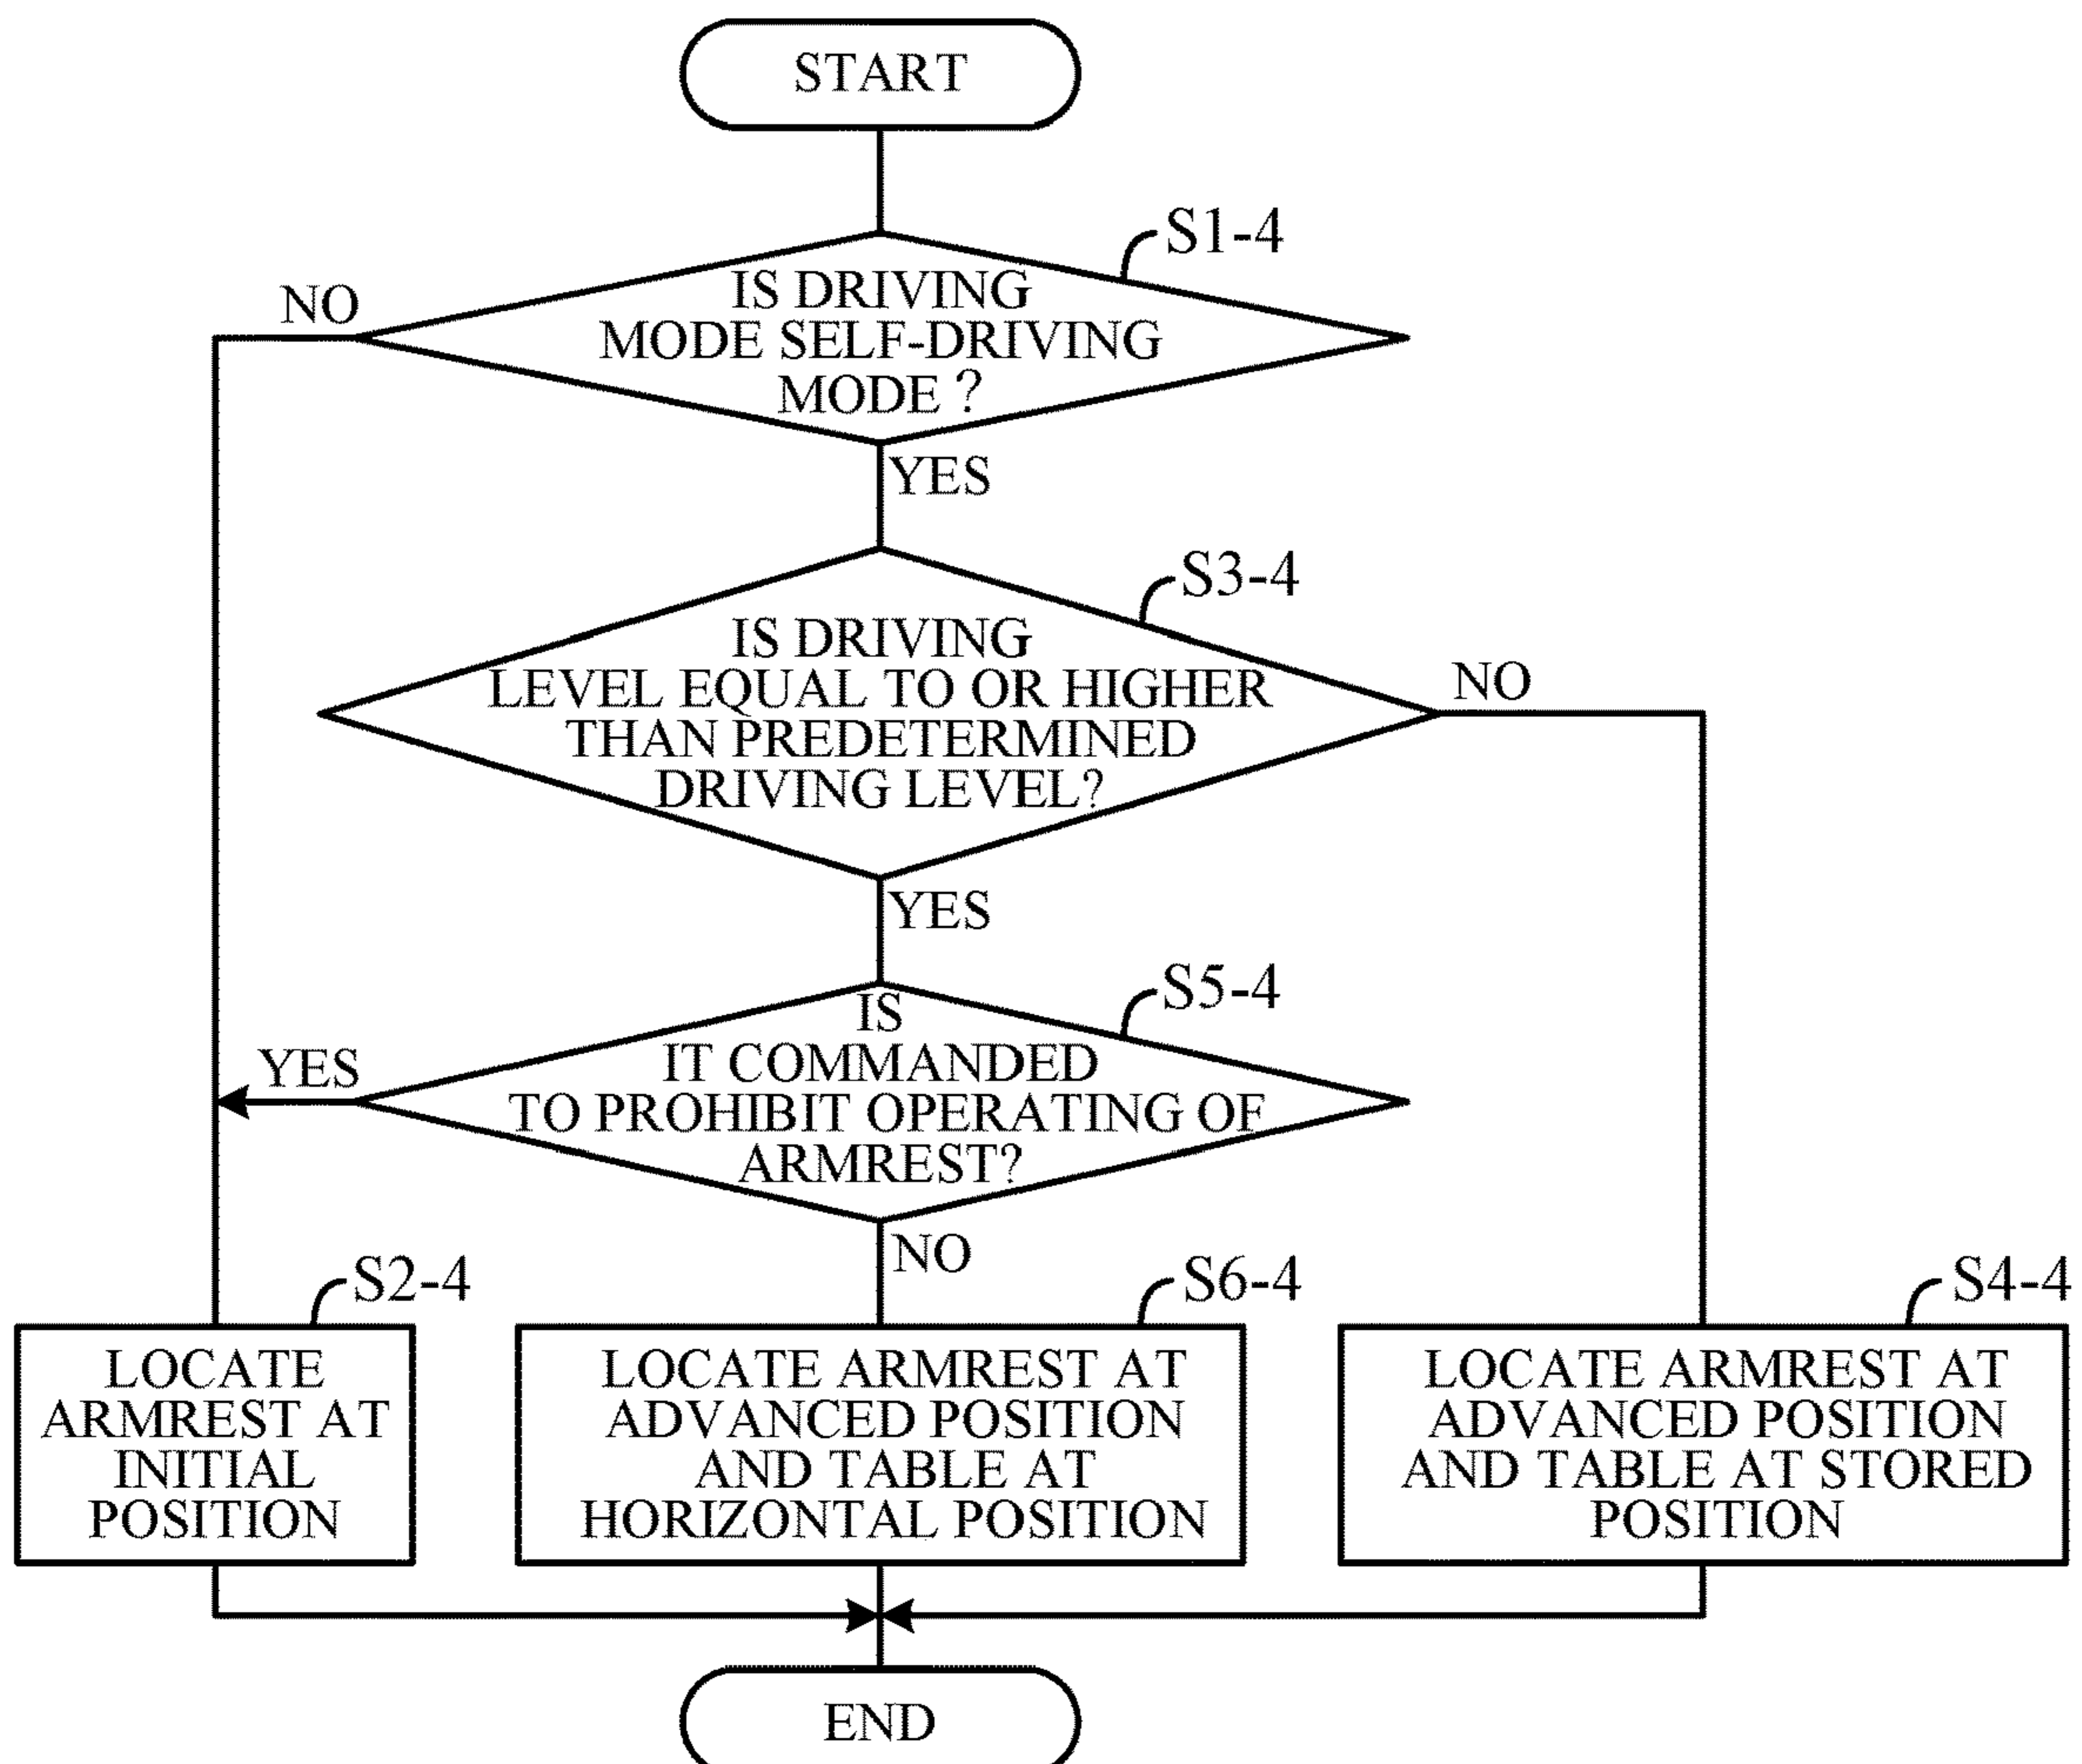 START
S1-4
NO
IS DRIVING
MODE SELF-DRIVING
MODE ?
YES
S3-4
IS DRIVING
LEVEL EQUAL TO OR HIGHER
THAN PREDETERMINED
DRIVING LEVEL?
NO
YES
S5-4
YES
IS
IT COMMANDED
TO PROHIBIT OPERATING OF
ARMREST?
NO
S2-4
LOCATE
ARMREST AT
INITIAL
POSITION
S6-4
LOCATE ARMREST AT
ADVANCED POSITION
AND TABLE AT
HORIZONTAL POSITION
S4-4
LOCATE ARMREST AT
ADVANCED POSITION
AND TABLE AT STORED
POSITION
END